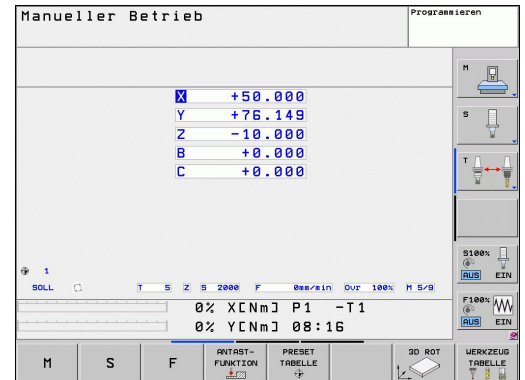 Manueller Betrieb
Programmieren
X +50.000
Y +76.149
Z -10.000
B +0.000
C +0.000
M
S
T
1
SOLL T 5 Z S 2000 F 0mm/min Ovr 100% M 5/9
0% X[Nm] P1 -T1
0% Y[Nm] 08:16
S100%
AUS EIN
F100%
AUS EIN
M
S
F
ANTAST-
FUNKTION
PRESET
TABELLE
3D ROT
WERKZEUG
TABELLE